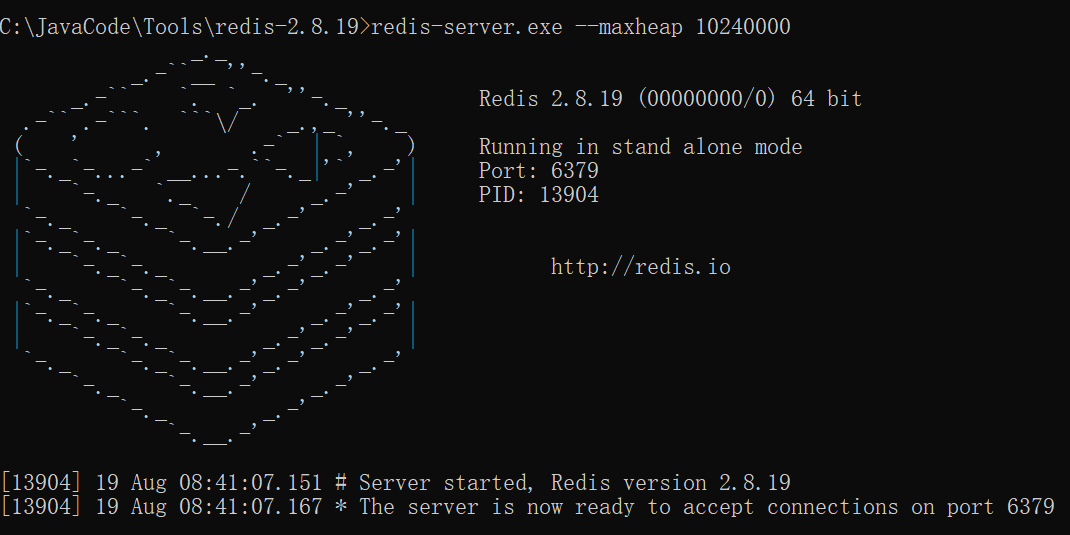 C:\JavaCode\Tools\redis-2.8.19>redis-server.exe --maxheap 10240000
Redis 2.8.19 (00000000/0) 64 bit
Running in stand alone mode
Port: 6379
PID: 13904
http://redis.io
[13904] 19 Aug 08:41:07.151 # Server started, Redis version 2.8.19
[13904] 19 Aug 08:41:07.167 * The server is now ready to accept connections on port 6379